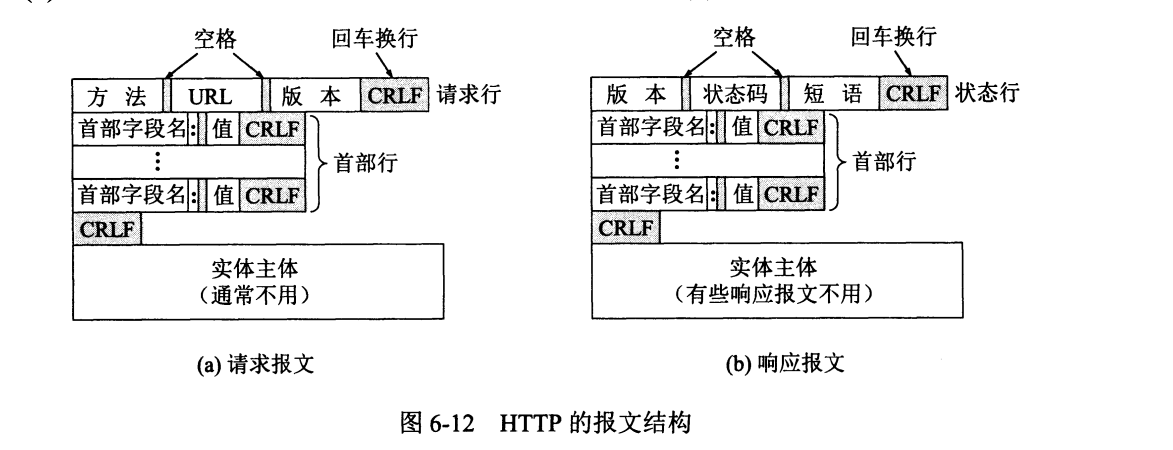 空格 回车换行
方 法 URL 版 本 CRLF 请求行
首部字段名: 值 CRLF
⋮ 首部行
首部字段名: 值 CRLF
CRLF
实体主体
（通常不用）
(a) 请求报文
空格 回车换行
版 本 状态码 短 语 CRLF 状态行
首部字段名: 值 CRLF
⋮ 首部行
首部字段名: 值 CRLF
CRLF
实体主体
（有些响应报文不用）
(b) 响应报文
图 6-12 HTTP 的报文结构